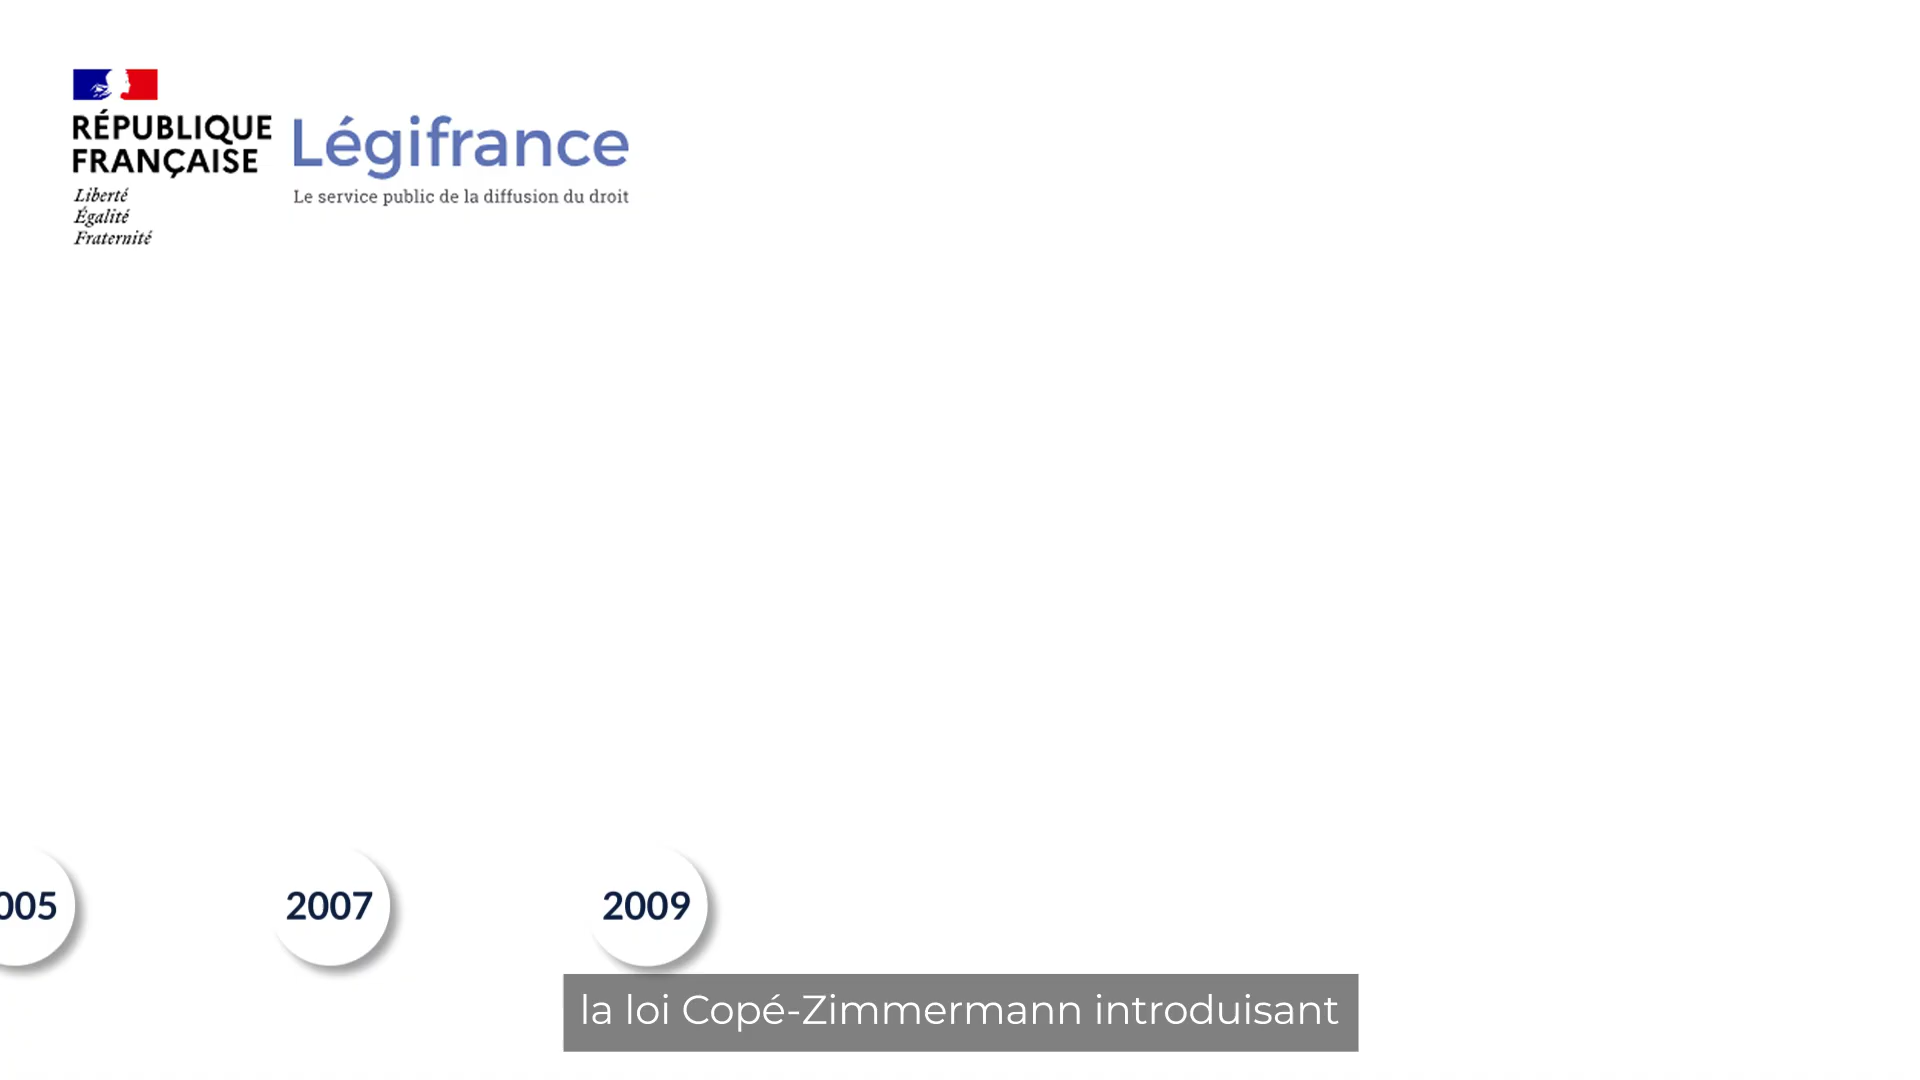 RÉPUBLIQUE
FRANÇAISE
Liberté
Égalité
Fraternité
Légifrance
Le service public de la diffusion du droit
005
2007
2009
la loi Copé-Zimmermann introduisant